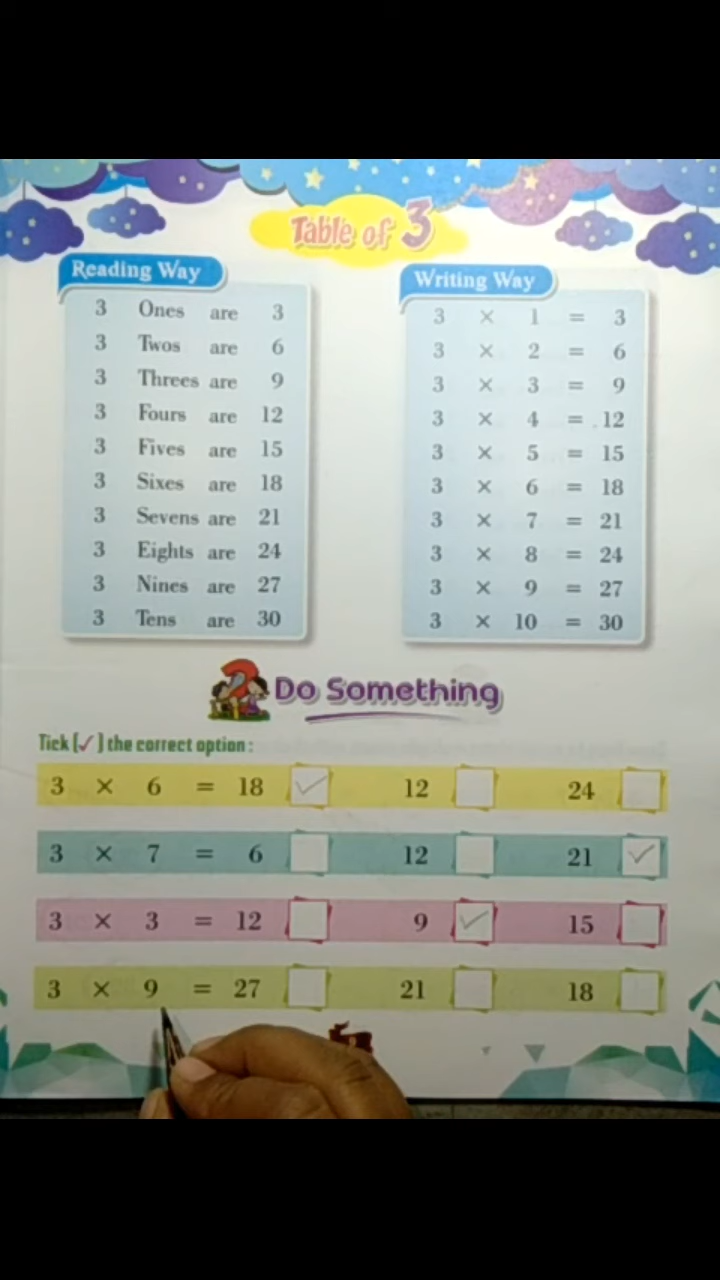 Table of 3
Reading Way
3 Ones are 3
3 Twos are 6
3 Threes are 9
3 Fours are 12
3 Fives are 15
3 Sixes are 18
3 Sevens are 21
3 Eights are 24
3 Nines are 27
3 Tens are 30
Writing Way
3 × 1 = 3
3 × 2 = 6
3 × 3 = 9
3 × 4 = 12
3 × 5 = 15
3 × 6 = 18
3 × 7 = 21
3 × 8 = 24
3 × 9 = 27
3 × 10 = 30
Do Something
Tick (✓) the correct option :
3 × 6 = 18 ✓ 12 24
3 × 7 = 6 12 21 ✓
3 × 3 = 12 9 ✓ 15
3 × 9 = 27 21 18